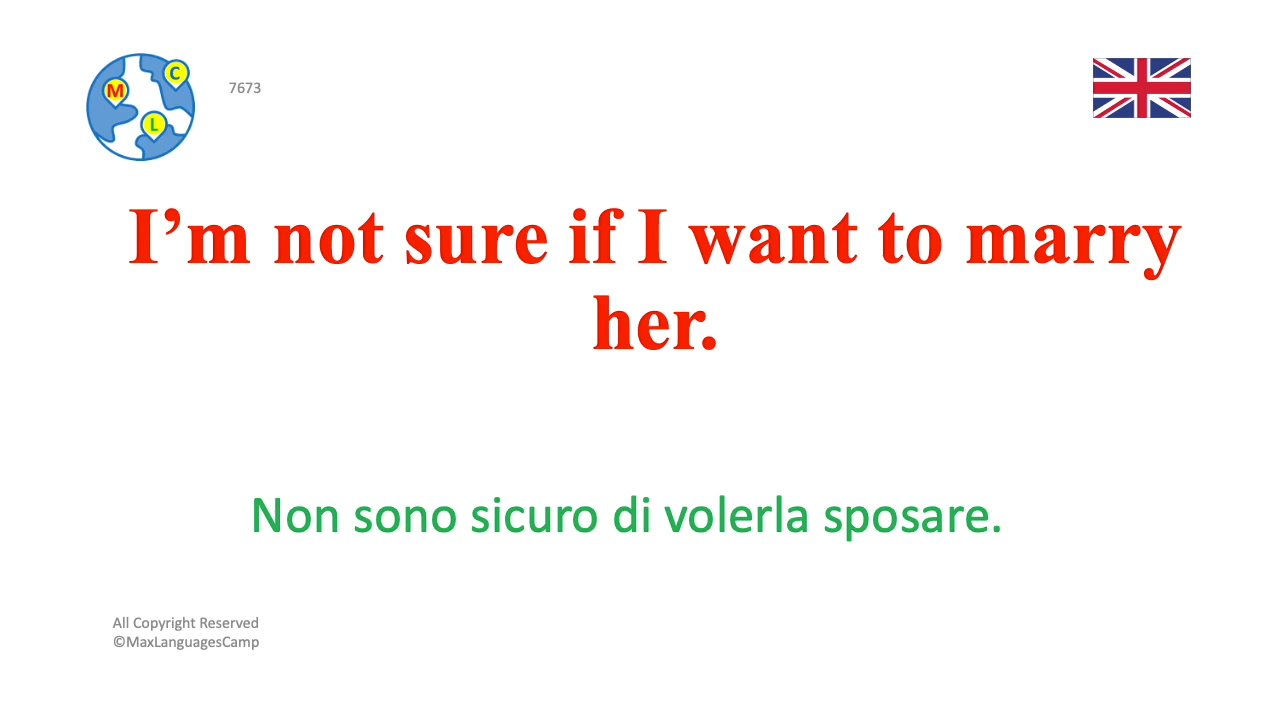 C
7673
M
L
I’m not sure if I want to marry
her.
Non sono sicuro di volerla sposare.
All Copyright Reserved
©MaxLanguagesCamp